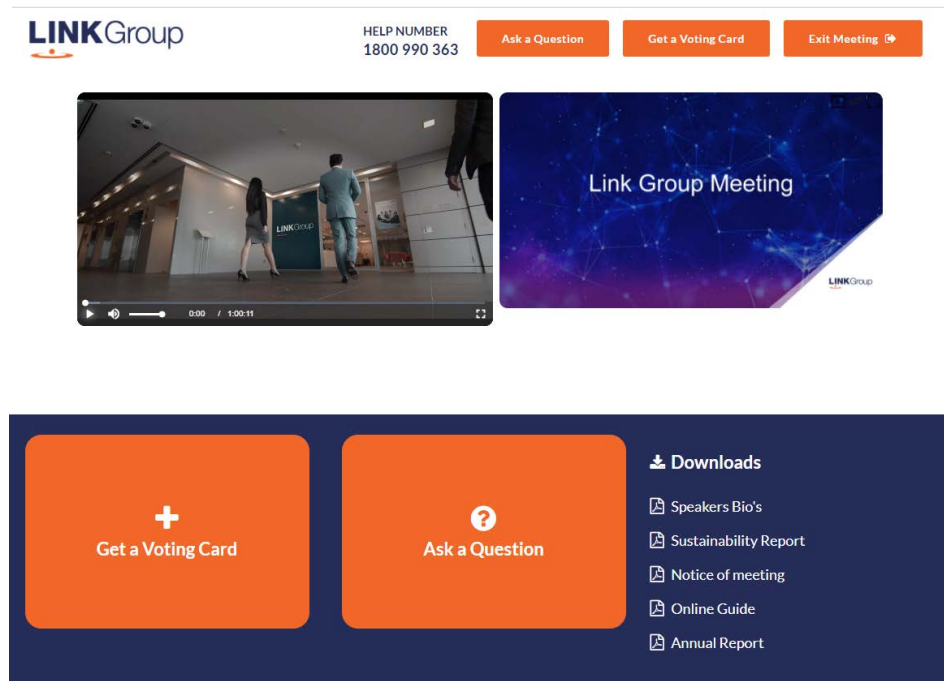 LINKGroup
HELP NUMBER
1800 990 363
Ask a Question
Get a Voting Card
Exit Meeting
LINKGroup
0:00 / 1:00:11
Link Group Meeting
LINKGroup
Get a Voting Card
Ask a Question
Downloads
Speakers Bio's
Sustainability Report
Notice of meeting
Online Guide
Annual Report